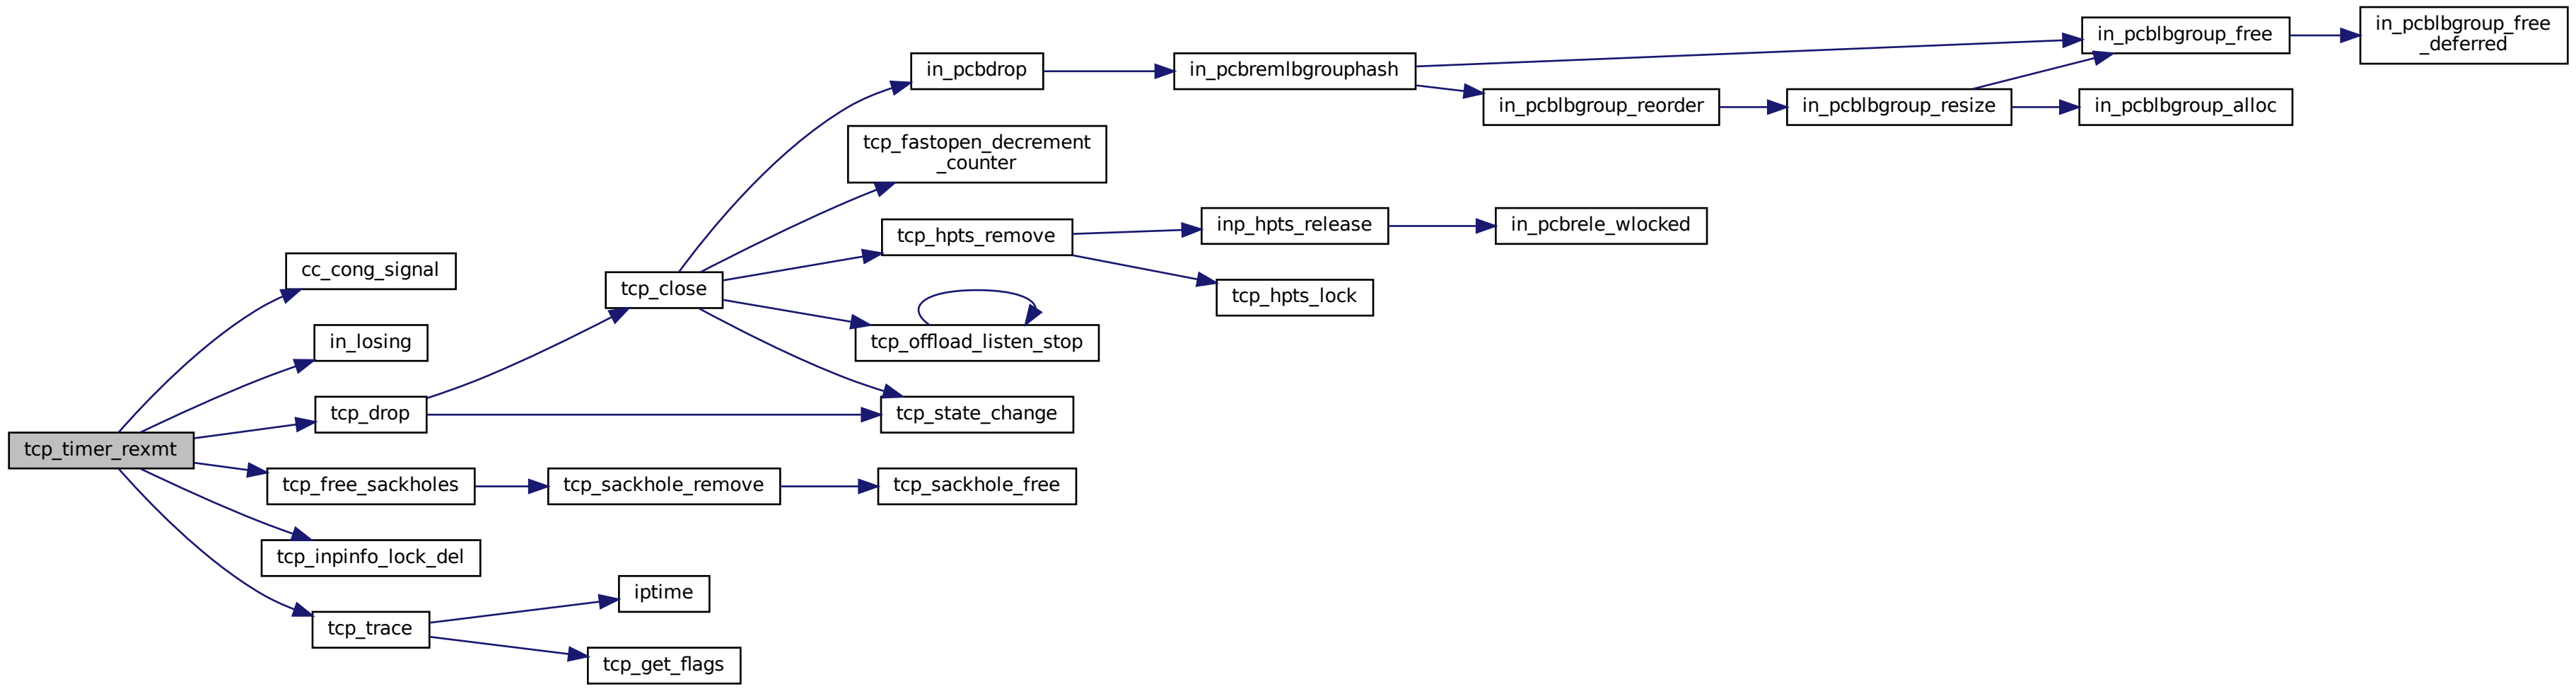 tcp_timer_rexmt
cc_cong_signal
in_losing
tcp_drop
tcp_close
in_pcbdrop
in_pcbremlbgrouphash
in_pcblbgroup_free
in_pcblbgroup_free
_deferred
in_pcblbgroup_reorder
in_pcblbgroup_resize
in_pcblbgroup_alloc
tcp_fastopen_decrement
_counter
tcp_hpts_remove
inp_hpts_release
in_pcbrele_wlocked
tcp_hpts_lock
tcp_offload_listen_stop
tcp_state_change
tcp_free_sackholes
tcp_sackhole_remove
tcp_sackhole_free
tcp_inpinfo_lock_del
tcp_trace
iptime
tcp_get_flags